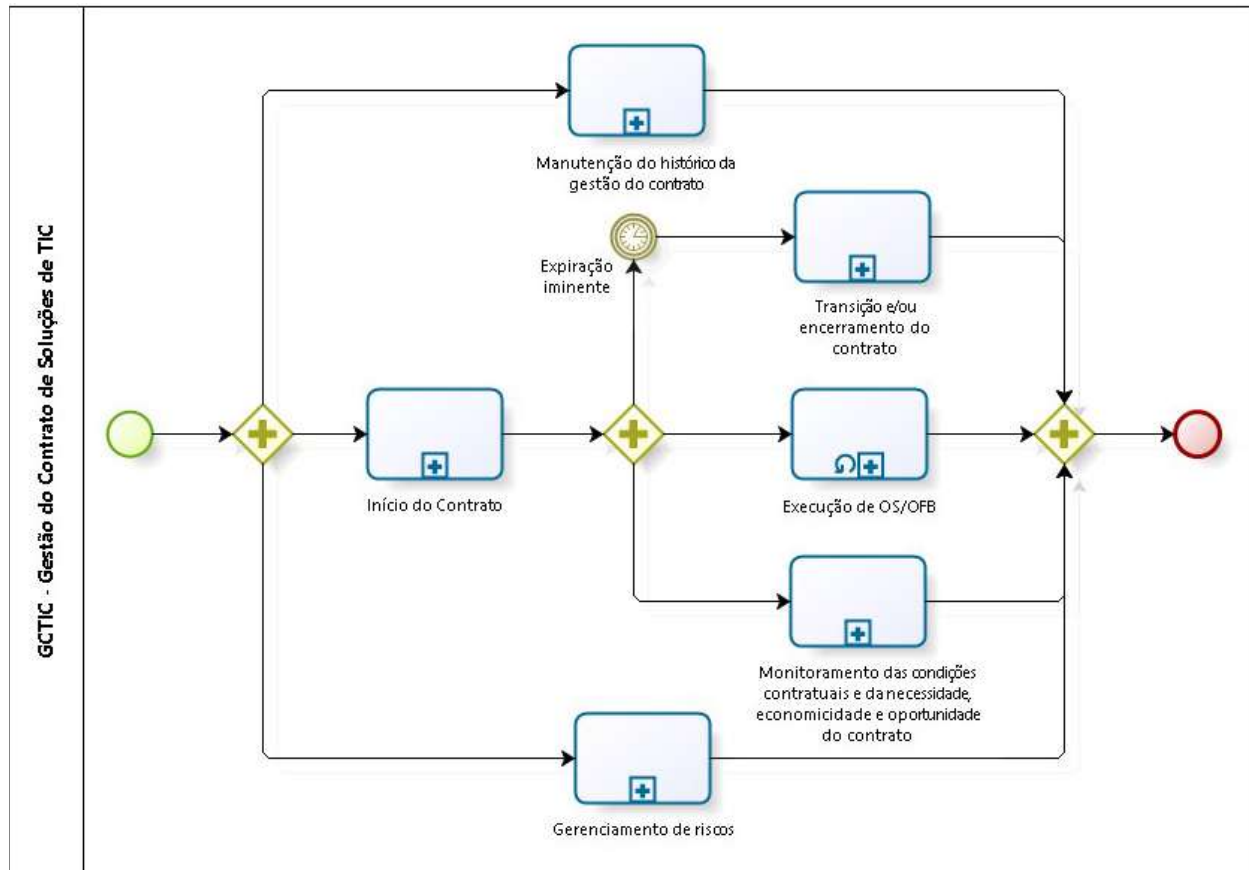 GCTIC - Gestão do Contrato de Soluções de TIC
Manutenção do histórico da
gestão do contrato
Expiração
iminente
Transição e/ou
encerramento do
contrato
Início do Contrato
Execução de OS/OFB
Monitoramento das condições
contratuais e da necessidade,
economicidade e oportunidade
do contrato
Gerenciamento de riscos